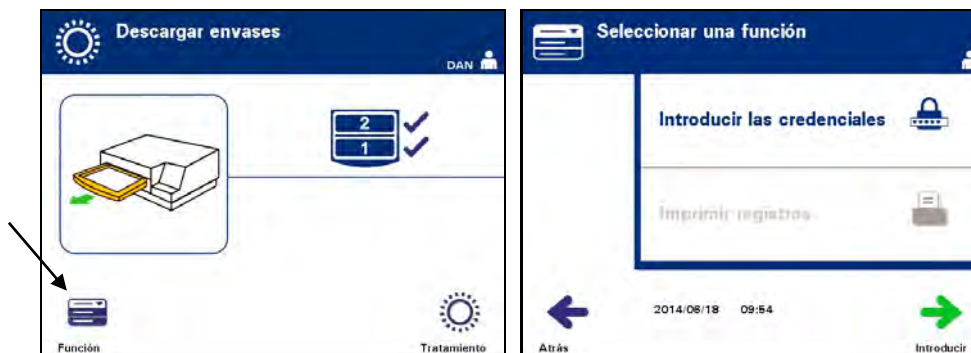 Descargar envases
DAN
2
1
Función
Tratamiento
Seleccionar una función
Introducir las credenciales
Imprimir registros
2014/06/18 09:54
Atrás
Introducir